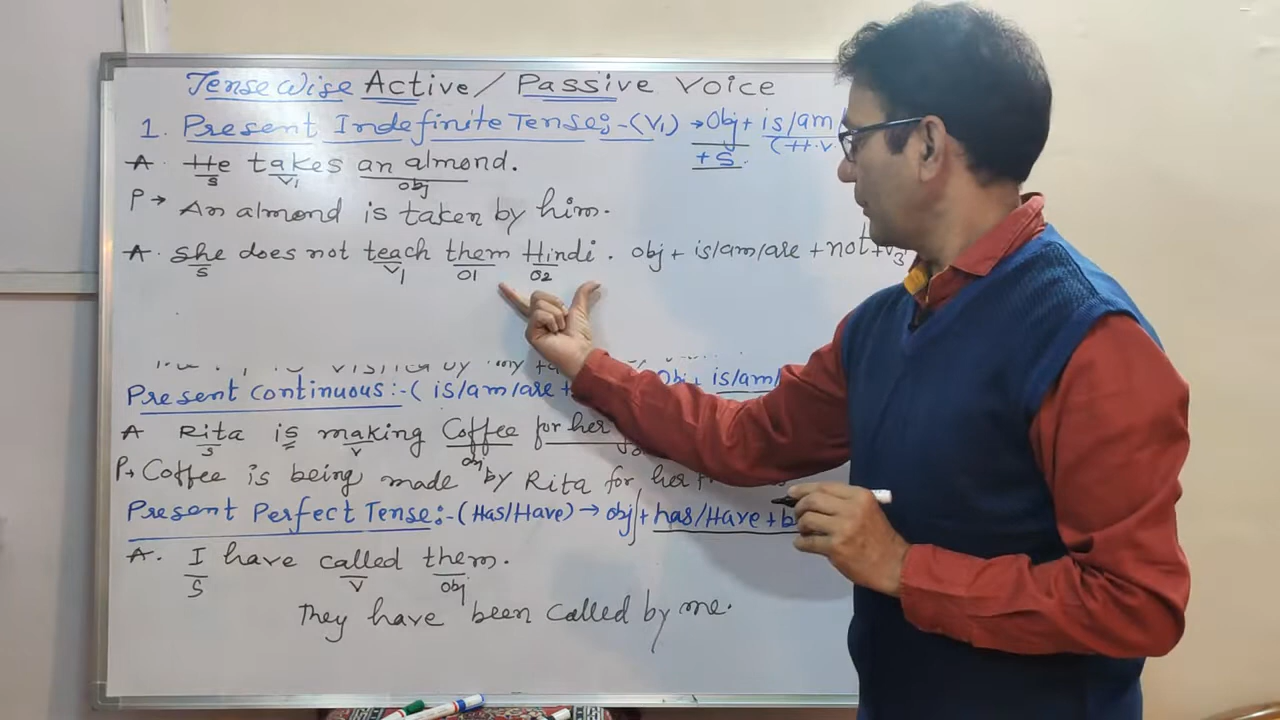 Tense Wise Active / Passive Voice
1. Present Indefinite Tense:-(V1) → Obj + is/am/
(H.V
+ S.
A. He takes an almond.
S V1 obj
P → An almond is taken by him.
A. She does not teach them Hindi. obj + is/am/are + not + V3
S V1 O1 O2
Present Continuous:-( is/am/are + Obj + is/am/
A Rita is making Coffee for her
S V obj
P → Coffee is being made by Rita for her
Present Perfect Tense:-(Has/Have) → obj + has/Have + b
A. I have called them.
S V Obj
They have been called by me.